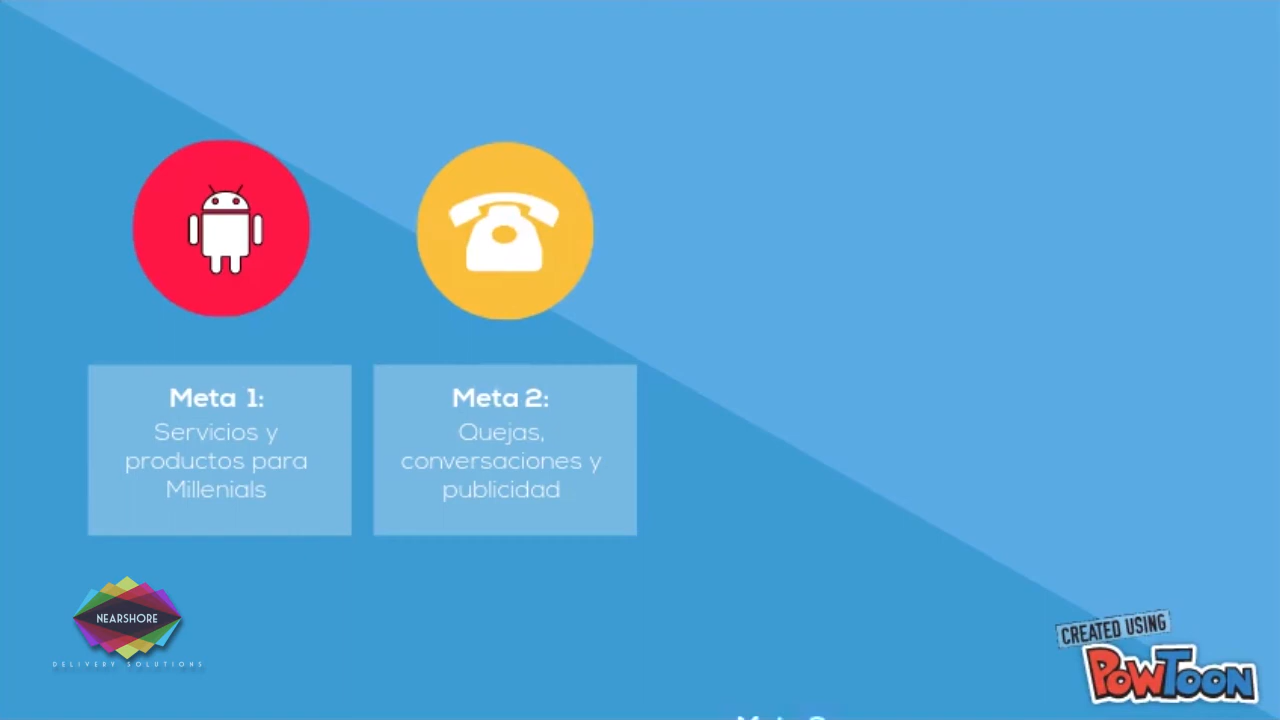 Meta 1:
Servicios y
productos para
Millenials
Meta 2:
Quejas,
conversaciones y
publicidad
NEARSHORE
DELIVERY SOLUTIONS
CREATED USING
POWTOON